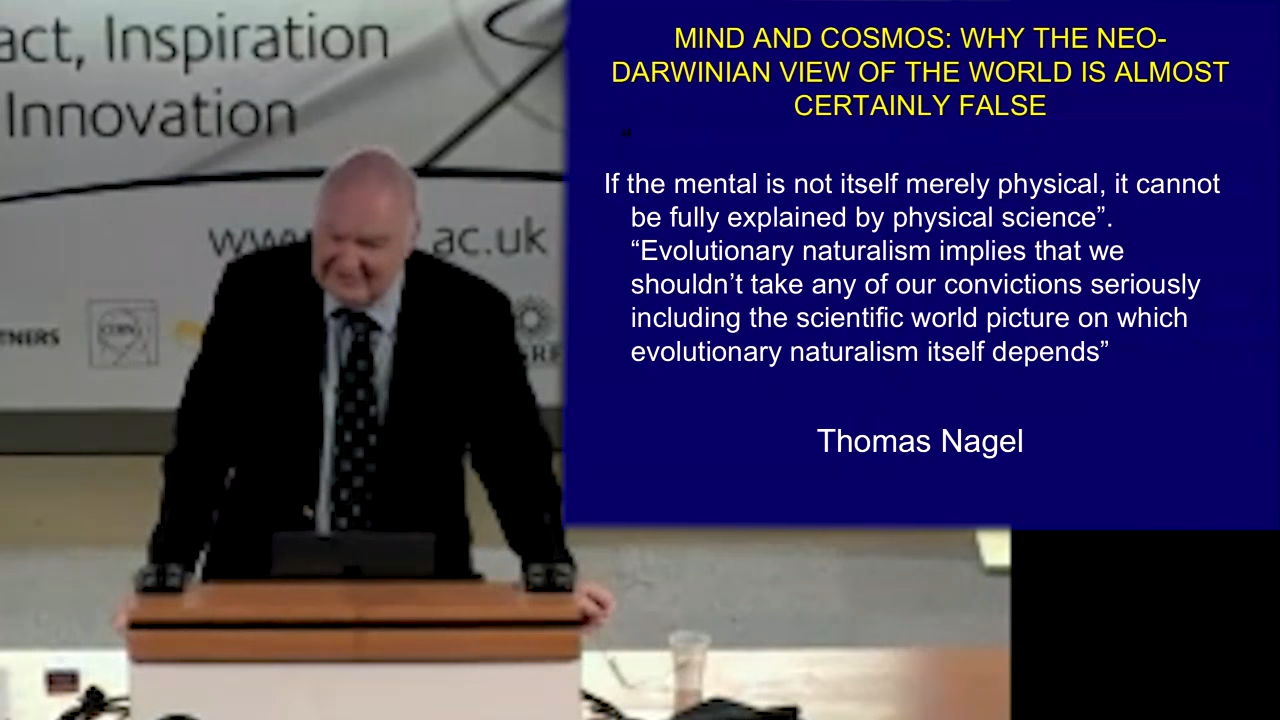 act, Inspiration
Innovation
www. .ac.uk
TNERS
CERN
MIND AND COSMOS: WHY THE NEO-
DARWINIAN VIEW OF THE WORLD IS ALMOST
CERTAINLY FALSE
If the mental is not itself merely physical, it cannot
be fully explained by physical science”.
“Evolutionary naturalism implies that we
shouldn’t take any of our convictions seriously
including the scientific world picture on which
evolutionary naturalism itself depends”
Thomas Nagel